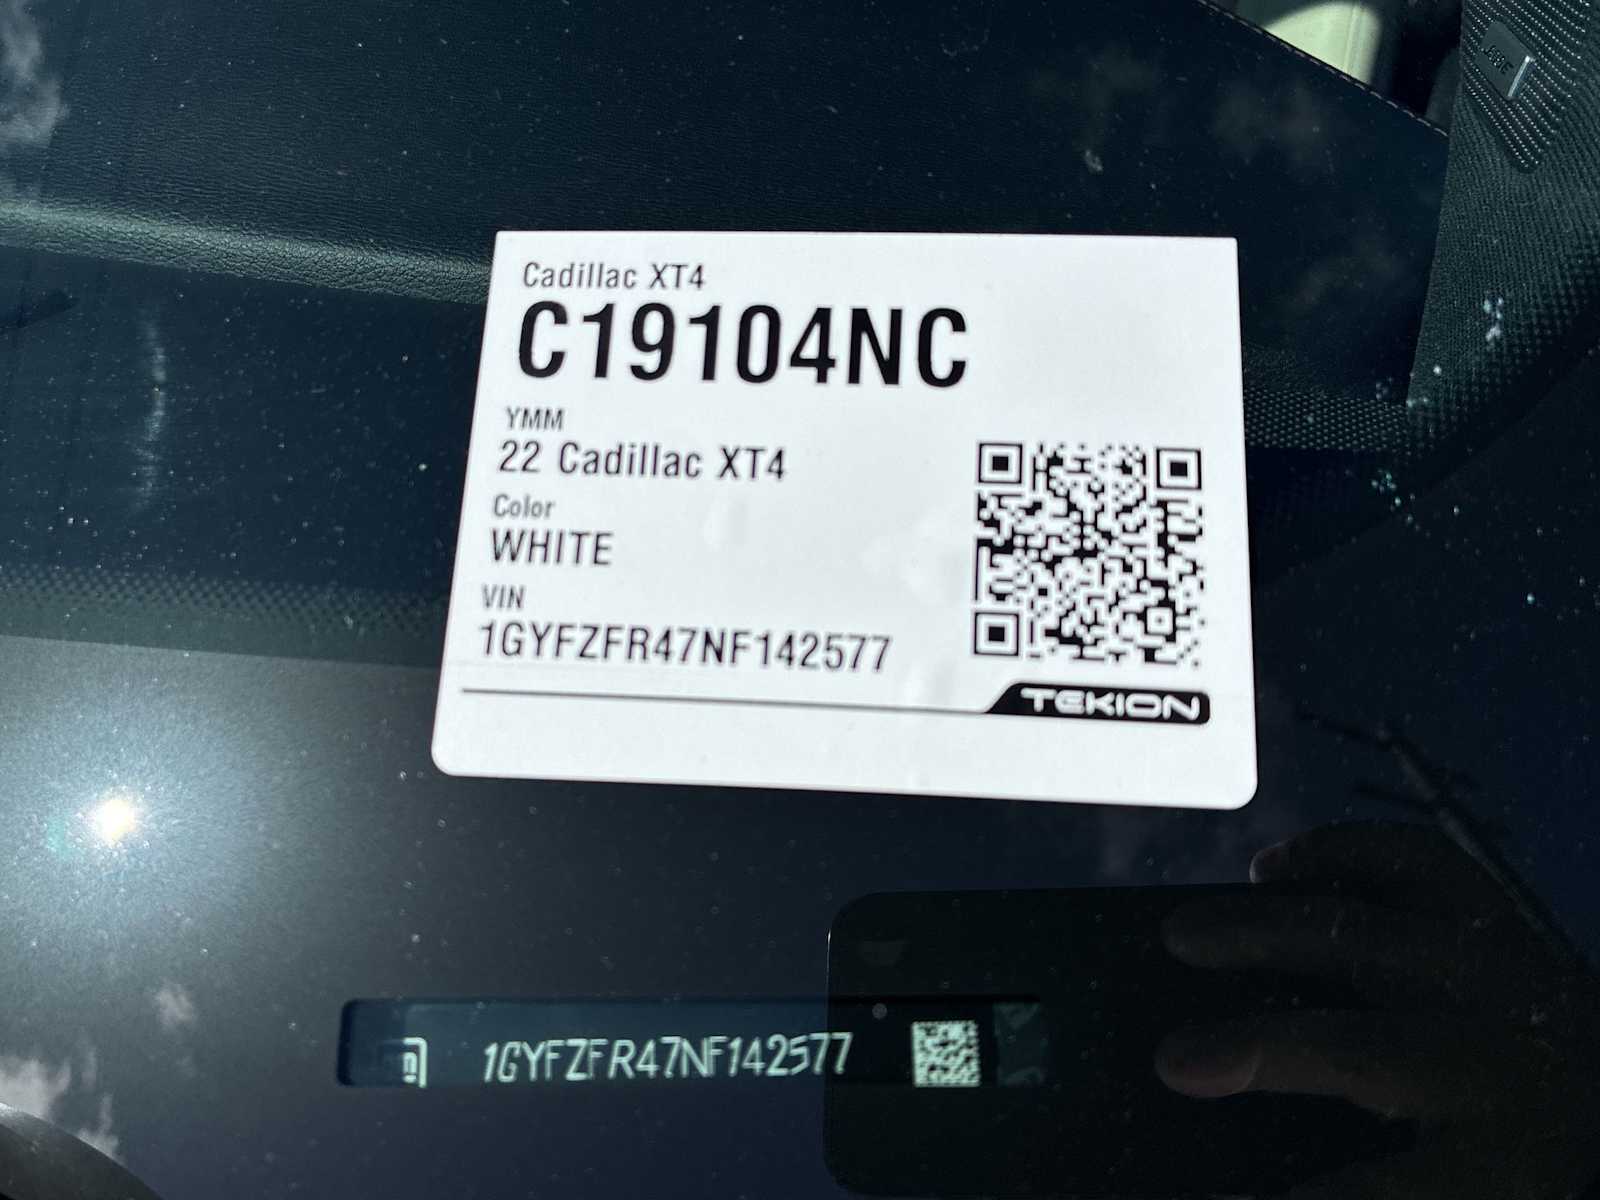 Cadillac XT4
C19104NC
YMM
22 Cadillac XT4
Color
WHITE
VIN
1GYFZFR47NF142577
TEKION
1GYFZFR47NF142577